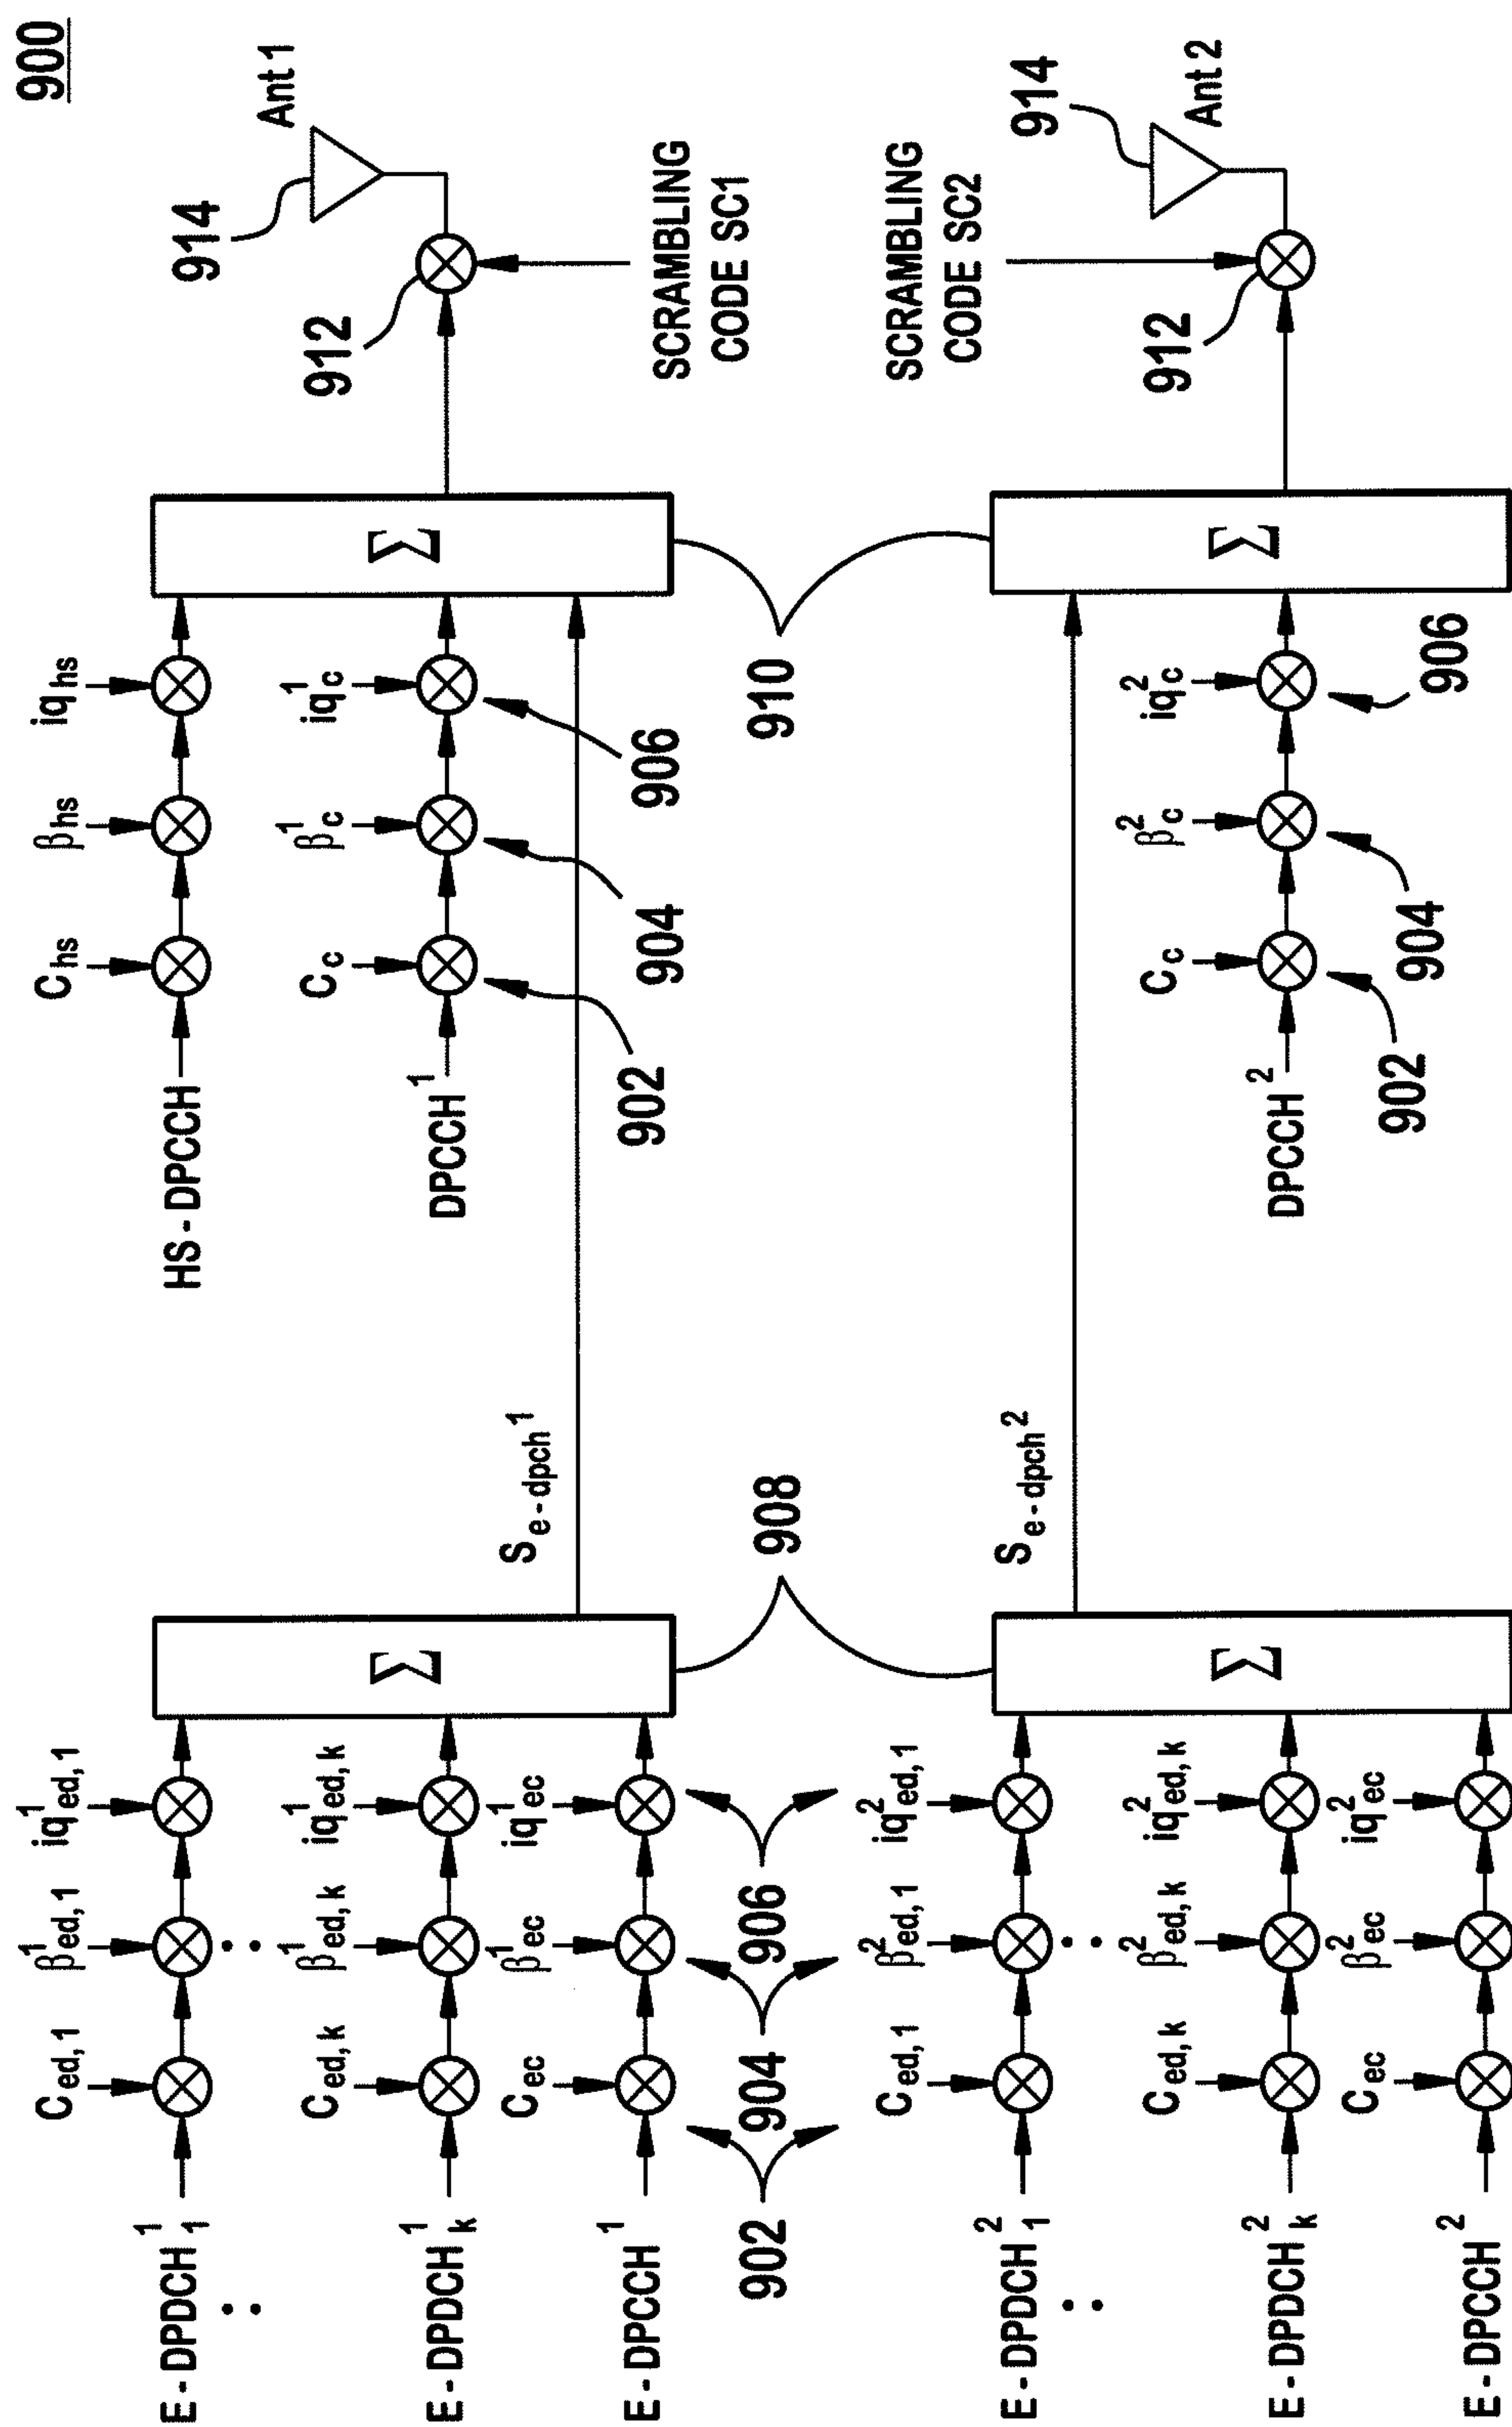 900
C_ed,1 β^1_ed,1 iq^1_ed,1
E-DPDCH^1_1
:
C_ed,k β^1_ed,k iq^1_ed,k
E-DPDCH^1_k
C_ec β^1_ec iq^1_ec
E-DPCCH^1
Σ
S_e-dpch^1
C_hs β_hs iq_hs
HS-DPCCH
C_c β^1_c iq^1_c
DPCCH^1
902
904
906
Σ
912
914
Ant 1
SCRAMBLING
CODE SC1
902
904
906
908
910
C_ed,1 β^2_ed,1 iq^2_ed,1
E-DPDCH^2_1
:
C_ed,k β^2_ed,k iq^2_ed,k
E-DPDCH^2_k
C_ec β^2_ec iq^2_ec
E-DPCCH^2
Σ
S_e-dpch^2
C_c β^2_c iq^2_c
DPCCH^2
902
904
906
Σ
SCRAMBLING
CODE SC2
912
914
Ant 2